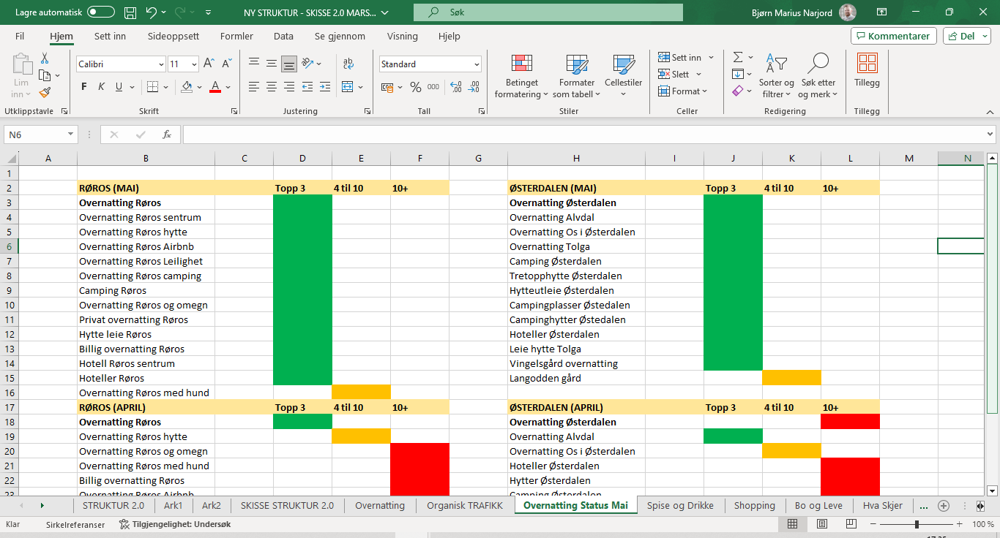 Lagre automatisk NY STRUKTUR - SKISSE 2.0 MARS... Søk Bjørn Marius Narjord
Fil Hjem Sett inn Sideoppsett Formler Data Se gjennom Visning Hjelp Kommentarer Del
Lim inn Calibri 11 A A ab Standard Betinget formatering Formater som tabell Cellestiler Sett inn Slett Format Sorter og filtrer Søk etter og merk Tillegg
F K U A % 000
Utklippstavle Skrift Justering Tall Stiler Celler Redigering Tillegg
N6 fx
A B C D E F G H I J K L M N
1
2 RØROS (MAI) Topp 3 4 til 10 10+ ØSTERDALEN (MAI) Topp 3 4 til 10 10+
3 Overnatting Røros Overnatting Østerdalen
4 Overnatting Røros sentrum Overnatting Alvdal
5 Overnatting Røros hytte Overnatting Os i Østerdalen
6 Overnatting Røros Airbnb Overnatting Tolga
7 Overnatting Røros Leilighet Camping Østerdalen
8 Overnatting Røros camping Tretopphytte Østerdalen
9 Camping Røros Hytteutleie Østerdalen
10 Overnatting Røros og omegn Campingplasser Østedalen
11 Privat overnatting Røros Campinghytter Østedalen
12 Hytte leie Røros Hoteller Østerdalen
13 Billig overnatting Røros Leie hytte Tolga
14 Hotell Røros sentrum Vingelsgård overnatting
15 Hoteller Røros Langodden gård
16 Overnatting Røros med hund
17 RØROS (APRIL) Topp 3 4 til 10 10+ ØSTERDALEN (APRIL) Topp 3 4 til 10 10+
18 Overnatting Røros Overnatting Østerdalen
19 Overnatting Røros hytte Overnatting Alvdal
20 Overnatting Røros og omegn Overnatting Os i Østerdalen
21 Overnatting Røros med hund Hoteller Østerdalen
22 Billig overnatting Røros Hytter Østerdalen
23 Overnatting Røros Airbnb Camping Østerdalen
STRUKTUR 2.0 Ark1 Ark2 SKISSE STRUKTUR 2.0 Overnatting Organisk TRAFIKK Overnatting Status Mai Spise og Drikke Shopping Bo og Leve Hva Skjer ...
Klar Sirkelreferanser Tilgjengelighet: Undersøk 100 %